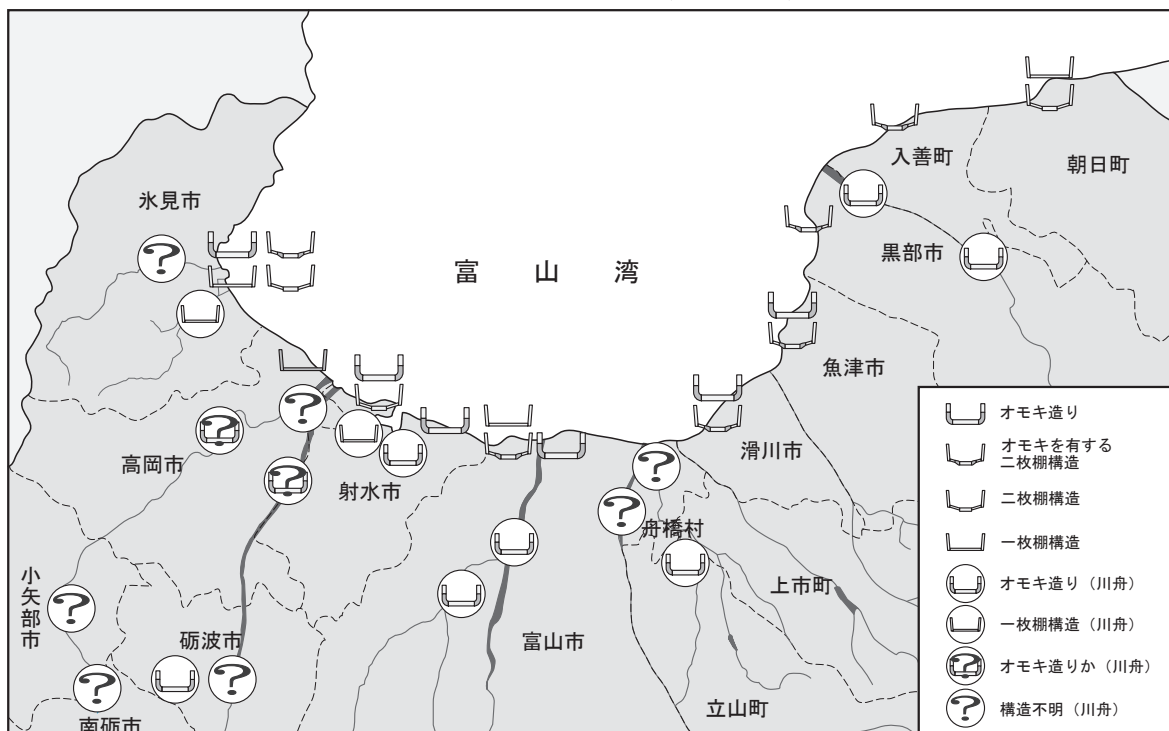 氷見市
富山湾
入善町
朝日町
黒部市
魚津市
滑川市
高岡市
射水市
舟橋村
上市町
小矢部市
砺波市
富山市
南砺市
立山町
オモキ造り
オモキを有する
二枚棚構造
二枚棚構造
一枚棚構造
オモキ造り（川舟）
一枚棚構造（川舟）
オモキ造りか（川舟）
構造不明（川舟）
?
?
?
?
?
?
?
?
?
?
?